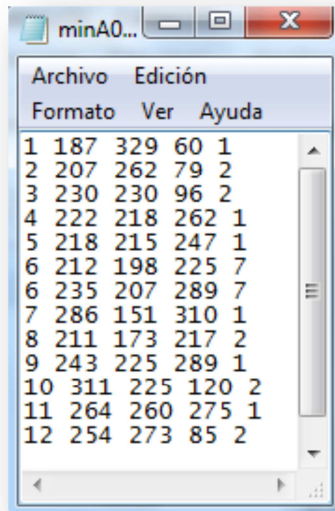 minA0...
Archivo Edición
Formato Ver Ayuda
1 187 329 60 1
2 207 262 79 2
3 230 230 96 2
4 222 218 262 1
5 218 215 247 1
6 212 198 225 7
6 235 207 289 7
7 286 151 310 1
8 211 173 217 2
9 243 225 289 1
10 311 225 120 2
11 264 260 275 1
12 254 273 85 2